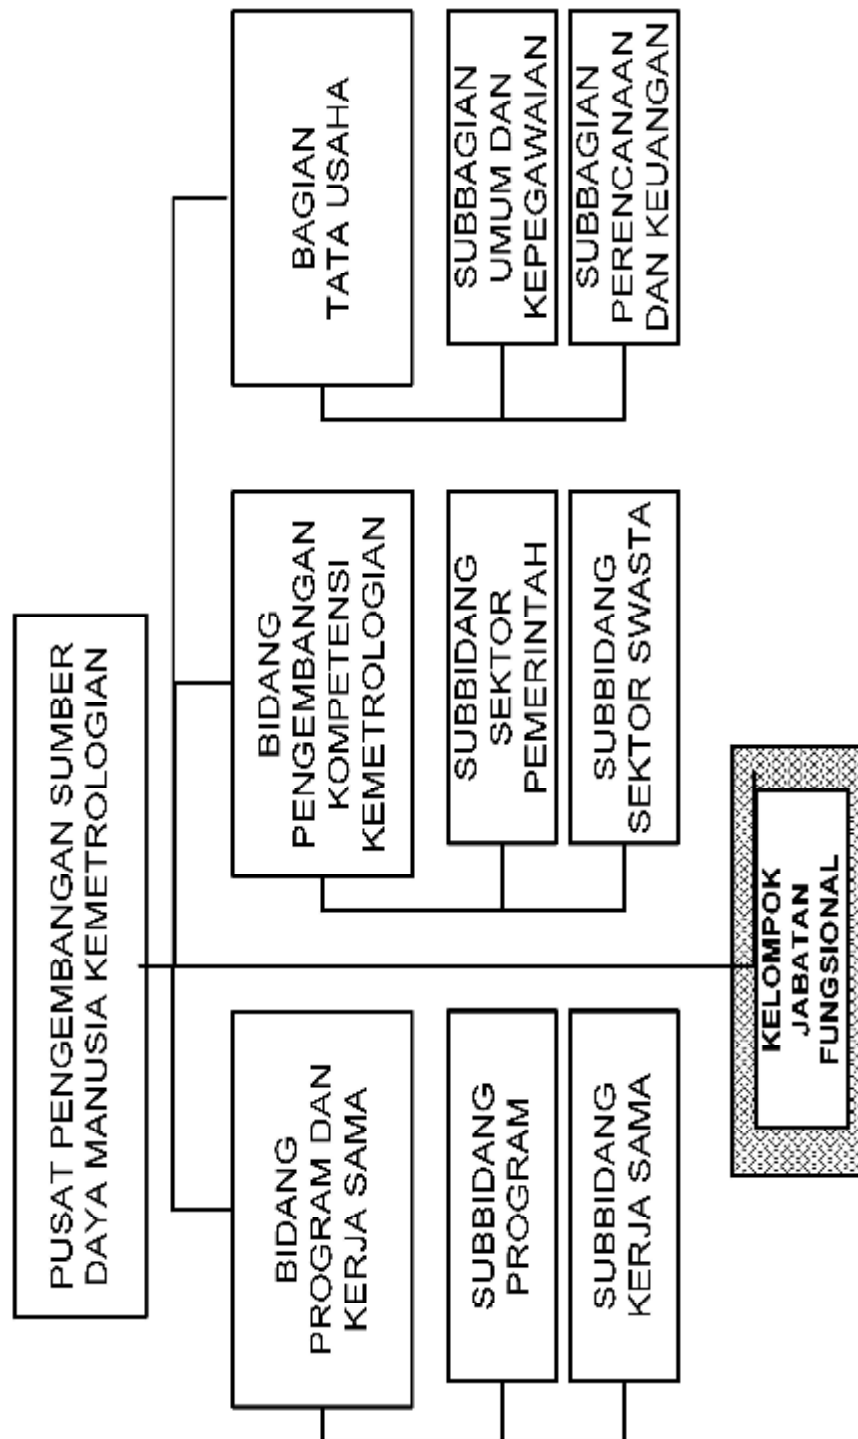 PUSAT PENGEMBANGAN SUMBER
DAYA MANUSIA KEMETROLOGIAN
BIDANG
PROGRAM DAN
KERJA SAMA
SUBBIDANG
PROGRAM
SUBBIDANG
KERJA SAMA
BIDANG
PENGEMBANGAN
KOMPETENSI
KEMETROLOGIAN
SUBBIDANG
SEKTOR
PEMERINTAH
SUBBIDANG
SEKTOR SWASTA
BAGIAN
TATA USAHA
SUBBAGIAN
UMUM DAN
KEPEGAWAIAN
SUBBAGIAN
PERENCANAAN
DAN KEUANGAN
KELOMPOK
JABATAN
FUNGSIONAL